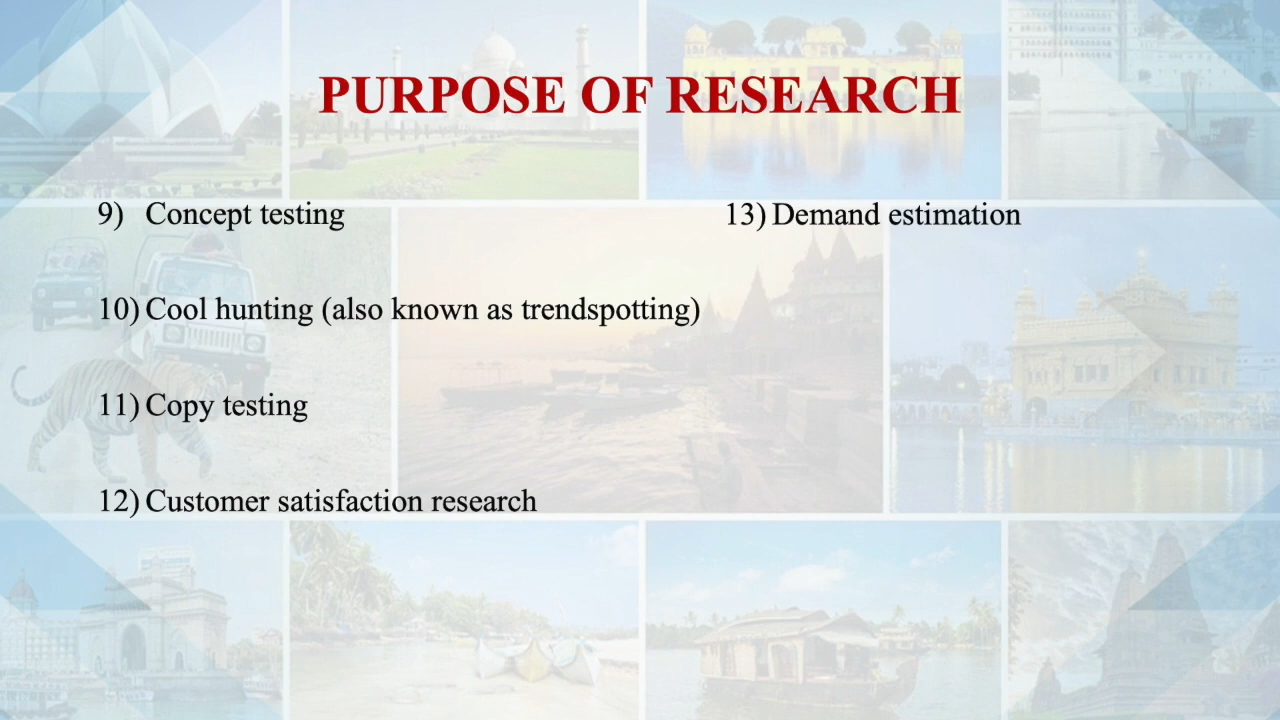 PURPOSE OF RESEARCH
9) Concept testing
10) Cool hunting (also known as trendspotting)
11) Copy testing
12) Customer satisfaction research
13) Demand estimation